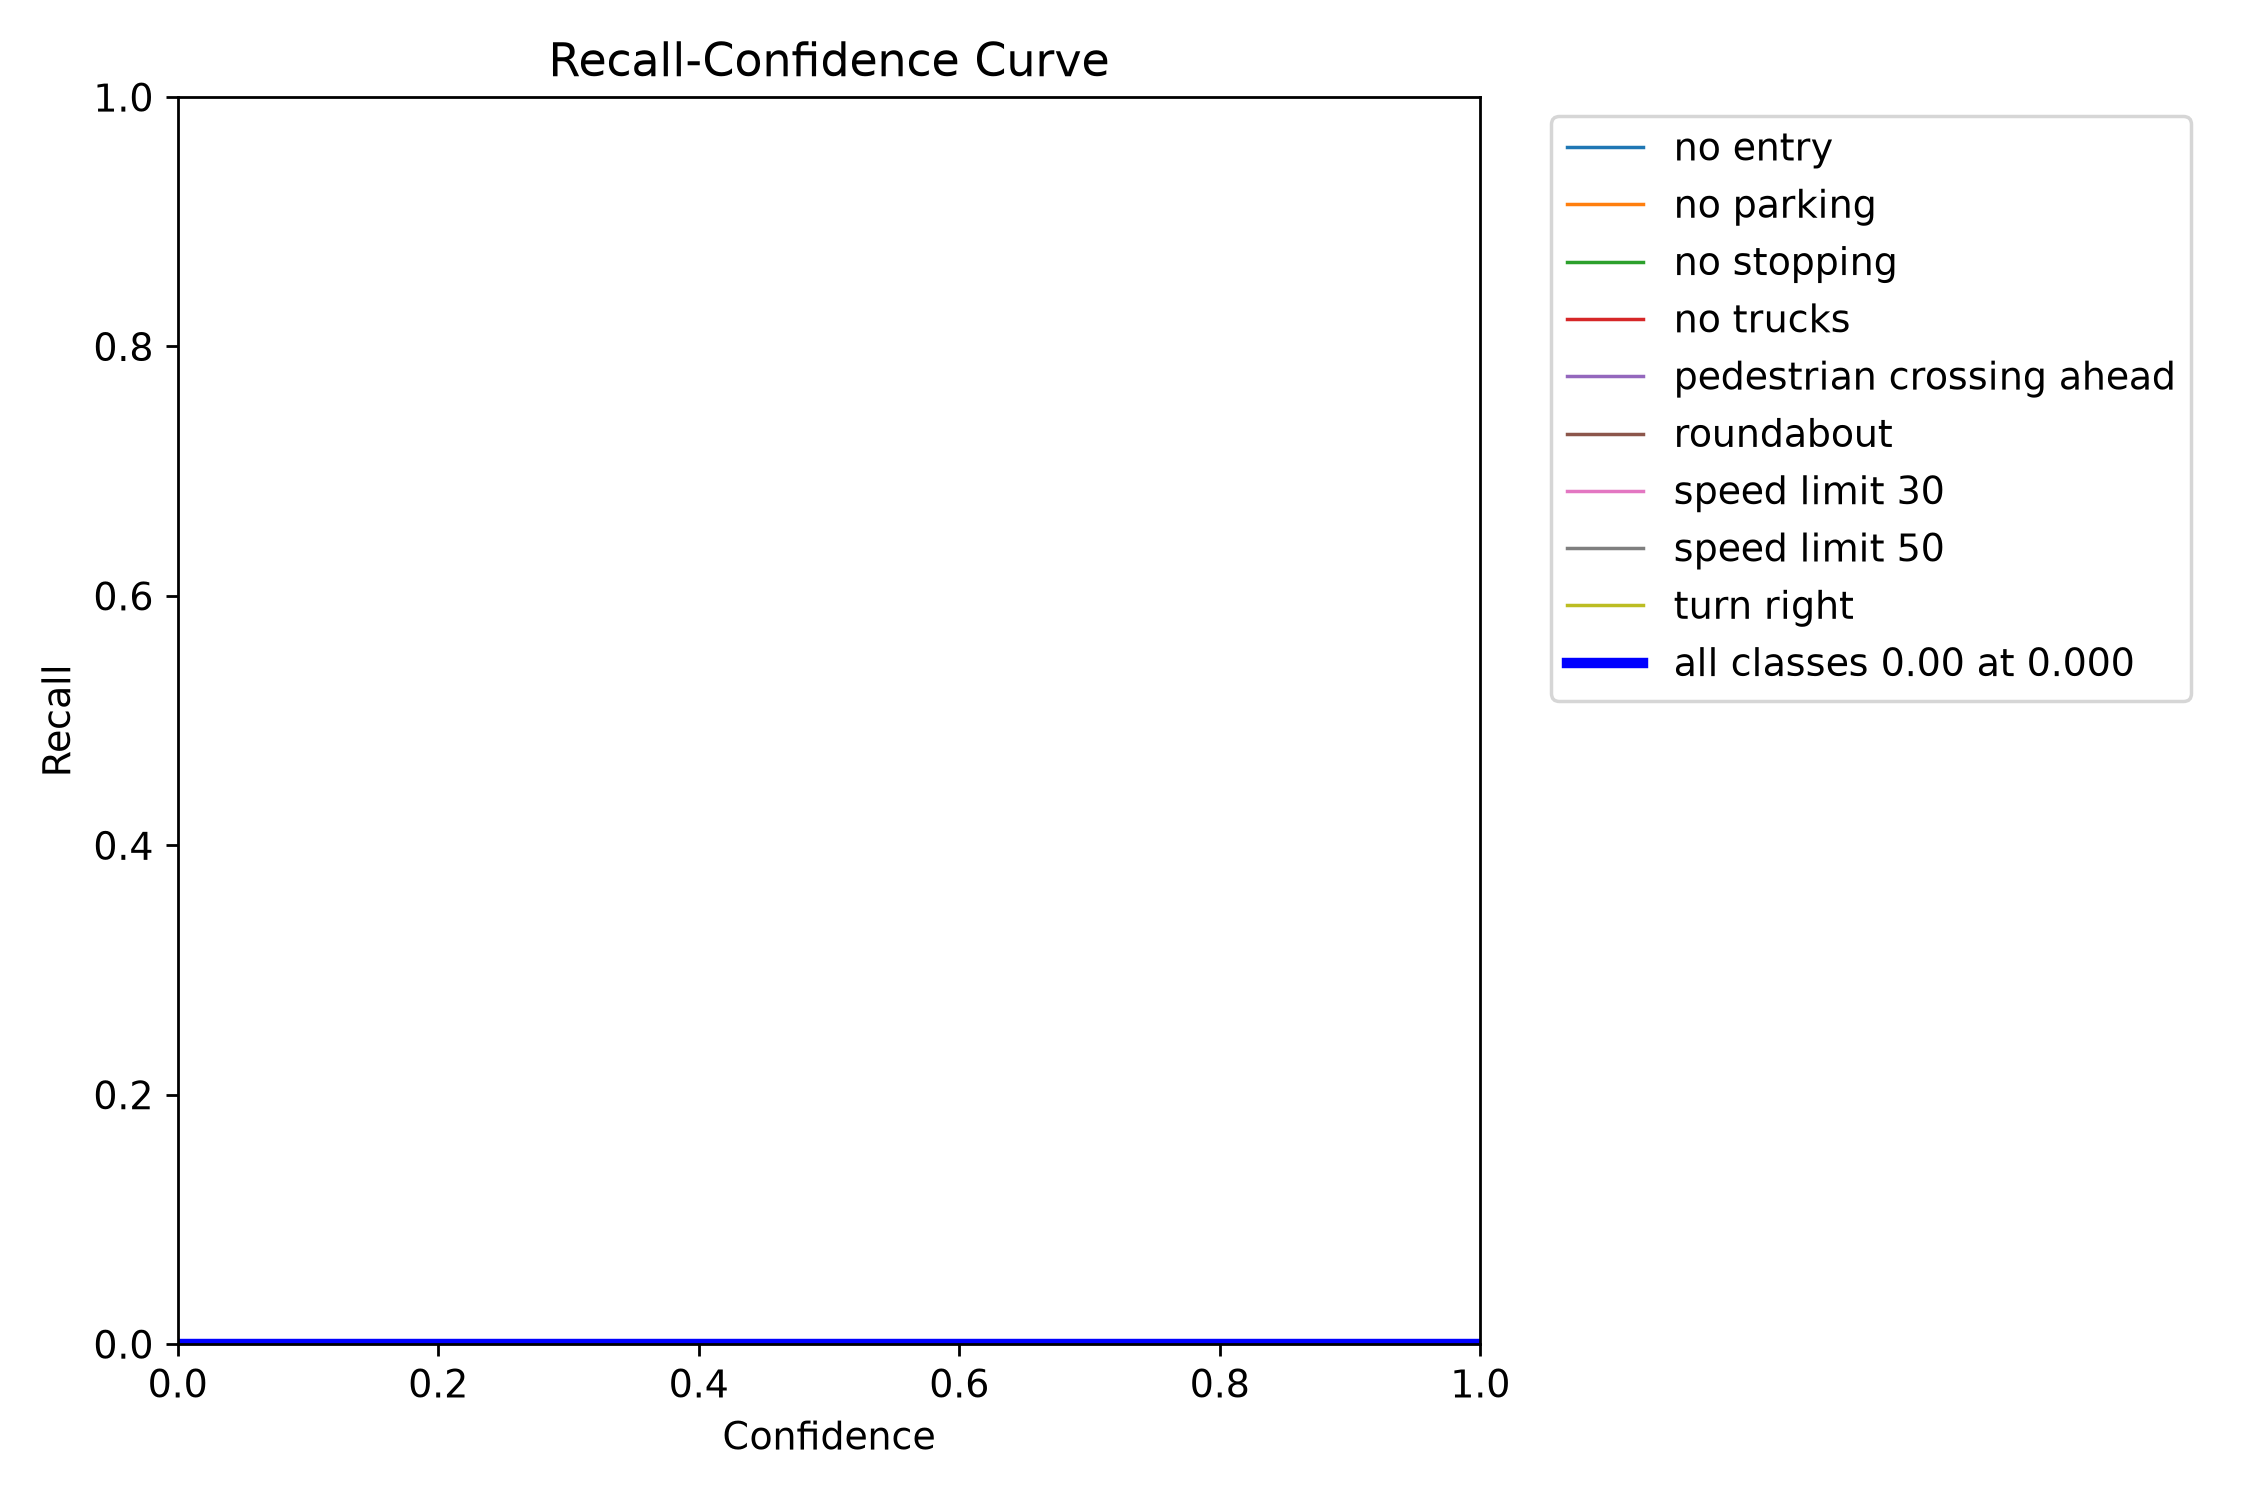 Recall-Confidence Curve
1.0
0.8
0.6
0.4
0.2
0.0
Recall
0.0 0.2 0.4 0.6 0.8 1.0
Confidence
no entry
no parking
no stopping
no trucks
pedestrian crossing ahead
roundabout
speed limit 30
speed limit 50
turn right
all classes 0.00 at 0.000